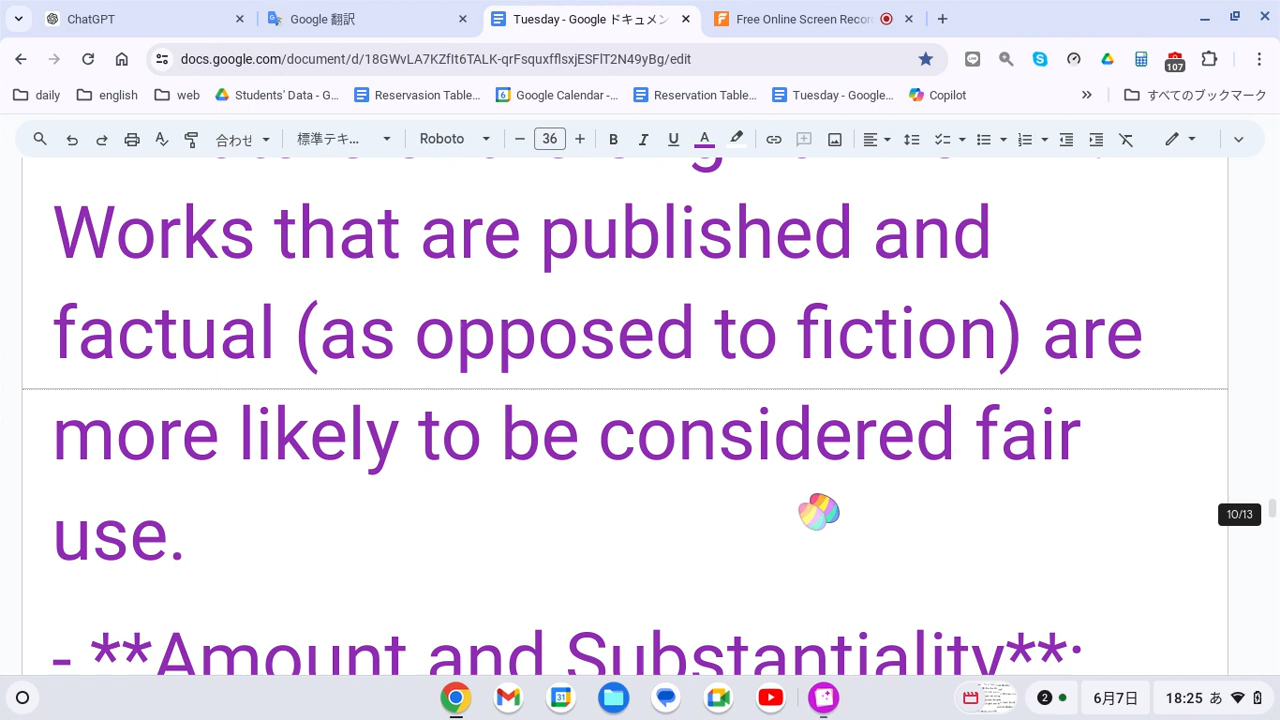 ChatGPT
Google 翻訳
Tuesday - Google ドキュメン
Free Online Screen Recor
docs.google.com/document/d/18GWvLA7KZfIt6TALK-qrFsquxfflsxjESFlT2N49yBg/edit
107
daily
english
web
Students' Data - G...
Reservasion Table...
Google Calendar -...
Reservation Table...
Tuesday - Google...
Copilot
すべてのブックマーク
合わせ
標準テキ...
Roboto
36
Works that are published and
factual (as opposed to fiction) are
more likely to be considered fair
use.
- **Amount and Substantiality**:
10/13
2
6月7日
18:25
あ